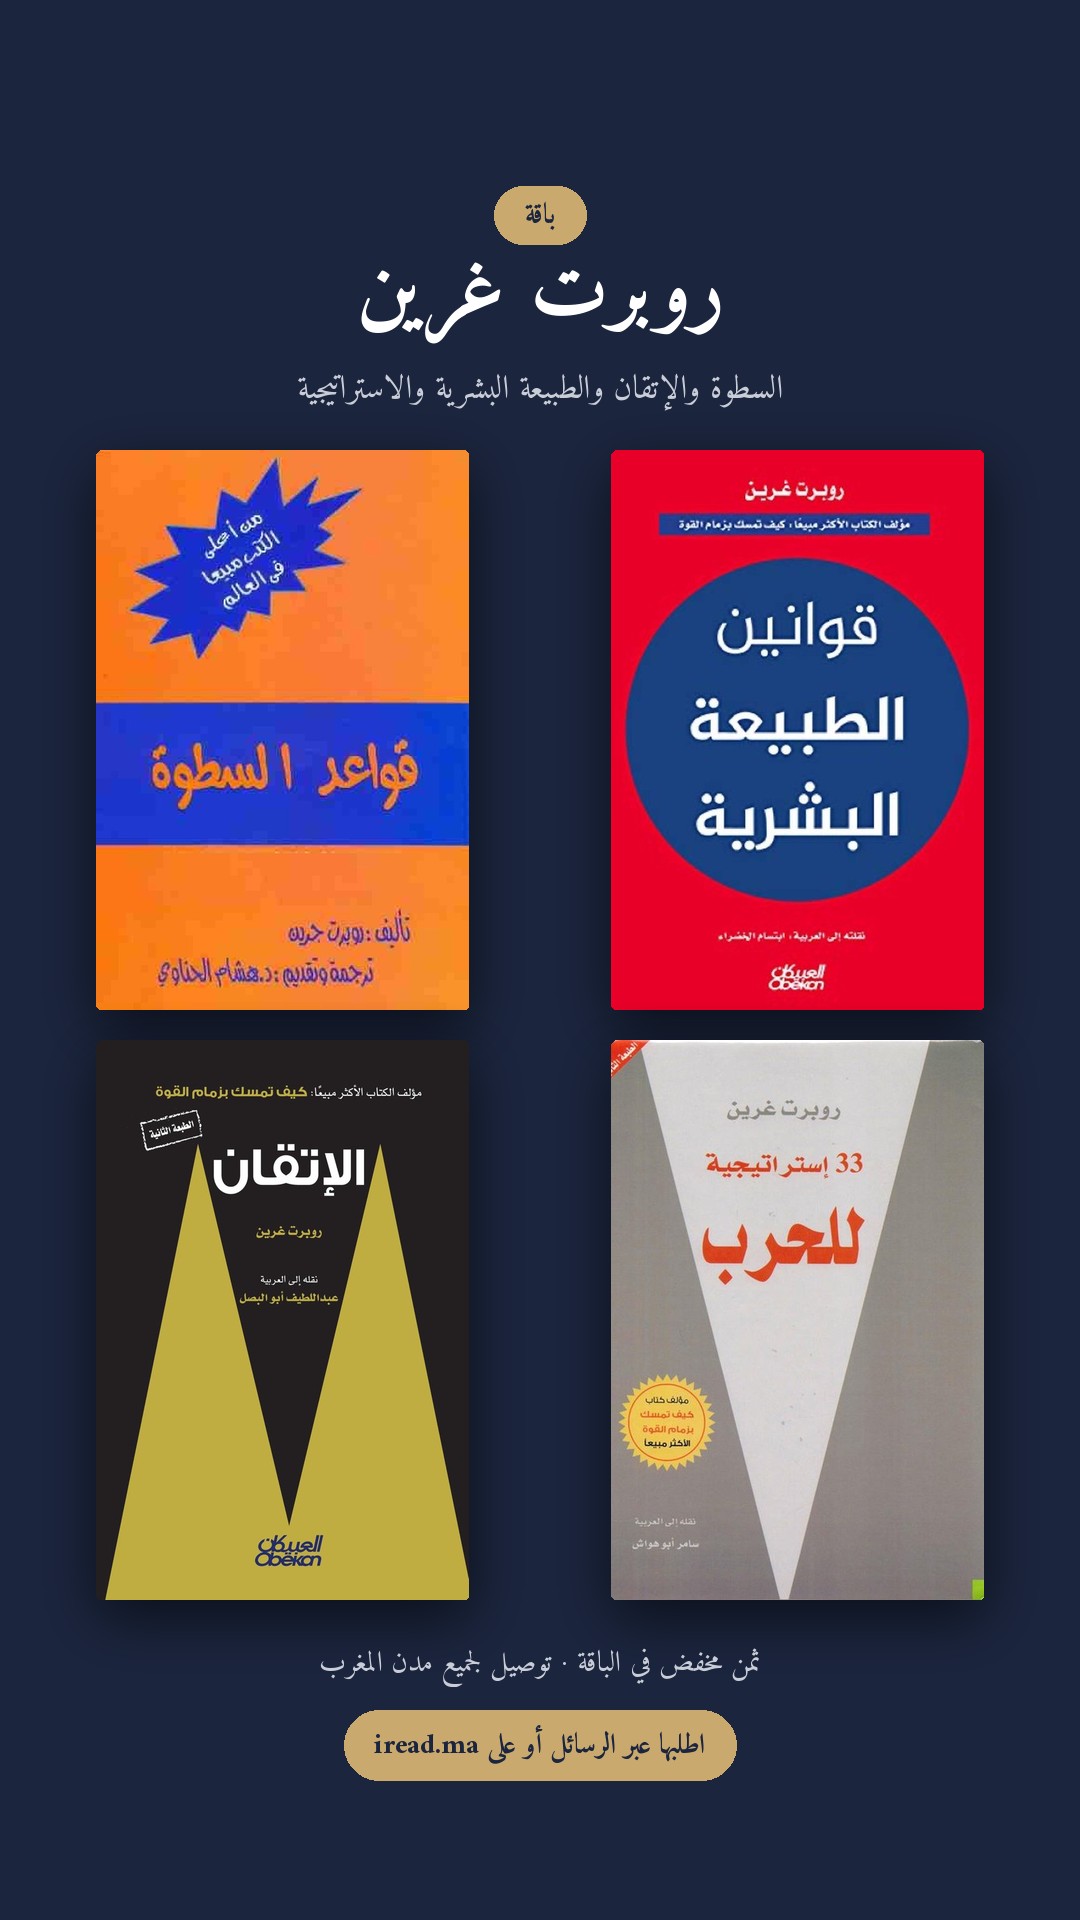 باقة
روبرت غرين
السطوة والإتقان والطبيعة البشرية والاستراتيجية
روبرت غرين
مؤلف الكتاب الأكثر مبيعًا: كيف تمسك بزمام القوة
قوانين
الطبيعة
البشرية
نقلته إلى العربية: ابتسام الخضراء
العبيكان
Obekan
من أعلى
الكتب مبيعا
في العالم
قواعد السطوة
تأليف: روبرت جرين
ترجمة وتقديم: د.هشام الحناوي
الطبعة
روبرت غرين
33 إستراتيجية
للحرب
مؤلف كتاب
كيف تمسك
بزمام القوة
الأكثر مبيعاً
نقله إلى العربية
سامر أبو هواش
مؤلف الكتاب الأكثر مبيعًا: كيف تمسك بزمام القوة
الطبعة الثانية
الإتقان
روبرت غرين
نقله إلى العربية
عبداللطيف أبو البصل
العبيكان
Obekan
ثمن مخفض في الباقة · توصيل لجميع مدن المغرب
اطلبها عبر الرسائل أو على iread.ma